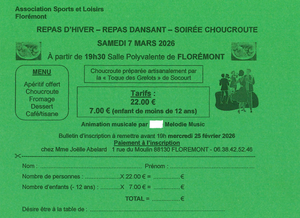 Association Sports et Loisirs
Florémont
REPAS D'HIVER – REPAS DANSANT – SOIRÉE CHOUCROUTE
SAMEDI 7 MARS 2026
À partir de 19h30 Salle Polyvalente de FLORÉMONT
MENU
Apéritif offert
Choucroute
Fromage
Dessert
Café/tisane
Choucroute préparée artisanalement par
la « Toque des Grelots » de Socourt
Tarifs :
22.00 €
7.00 € (enfant de moins de 12 ans)
Animation musicale par Melodie Music
Bulletin d'inscription à remettre avant 19h mercredi 25 février 2026
Paiement à l'inscription
chez Mme Joëlle Abelard 1 rue du Moulin 88130 FLOREMONT - 06.38.42.52.45
Nom : Prénom :
Nombre de personnes : X 22.00 € = €
Nombre d'enfants (- 12 ans) : X 7.00 € = €
TOTAL = €
Désire être à la table de :